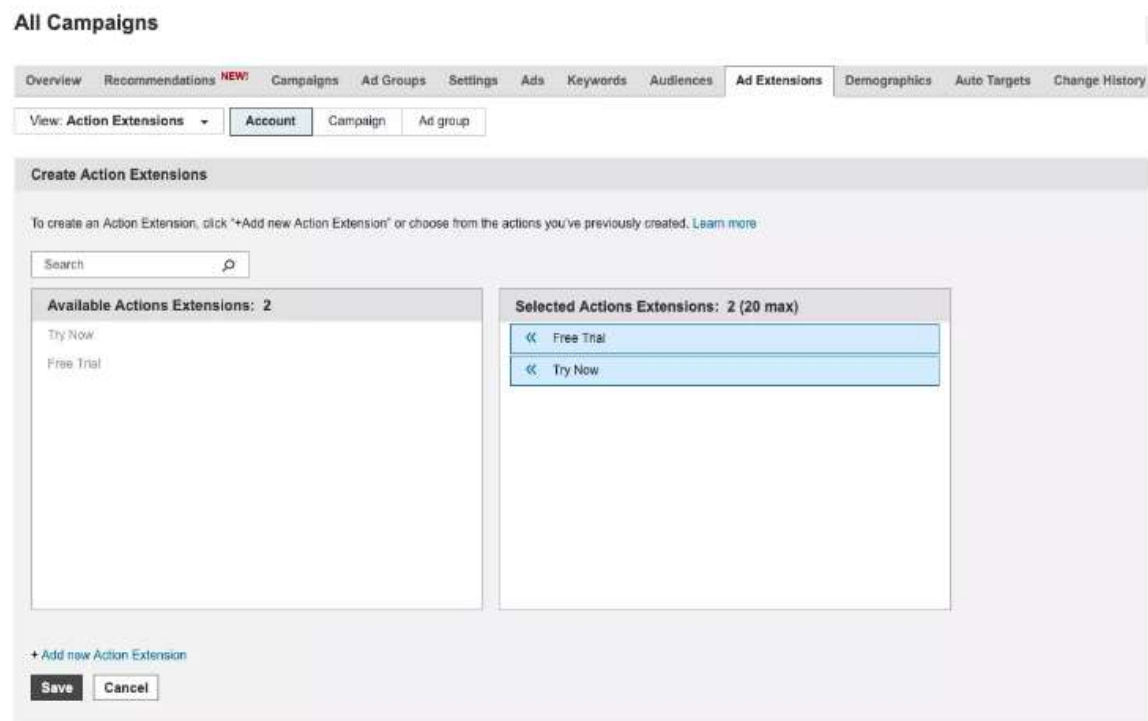 All Campaigns
Overview Recommendations NEW! Campaigns Ad Groups Settings Ads Keywords Audiences Ad Extensions Demographics Auto Targets Change History
View: Action Extensions Account Campaign Ad group
Create Action Extensions
To create an Action Extension, click "+Add new Action Extension" or choose from the actions you've previously created. Learn more
Search
Available Actions Extensions: 2 Selected Actions Extensions: 2 (20 max)
Try Now « Free Trial
Free Trial « Try Now
+ Add new Action Extension
Save Cancel